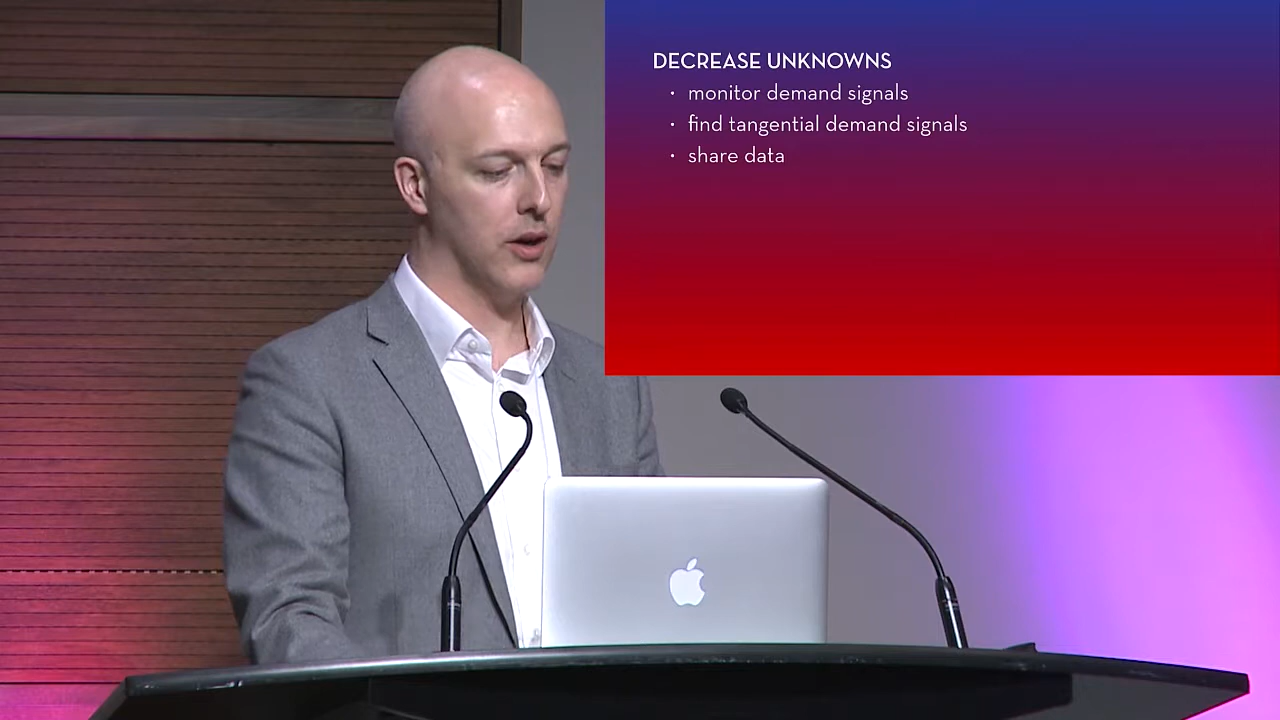 DECREASE UNKNOWNS
• monitor demand signals
• find tangential demand signals
• share data